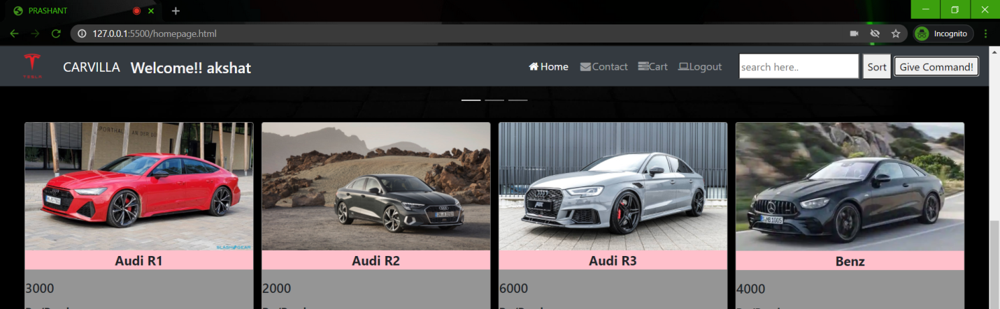 PRASHANT
127.0.0.1:5500/homepage.html
Incognito
TESLA
CARVILLA Welcome!! akshat
Home Contact Cart Logout
search here..
Sort
Give Command!
SLASHGEAR
Audi R1
Audi R2
Audi R3
Benz
3000
2000
6000
4000